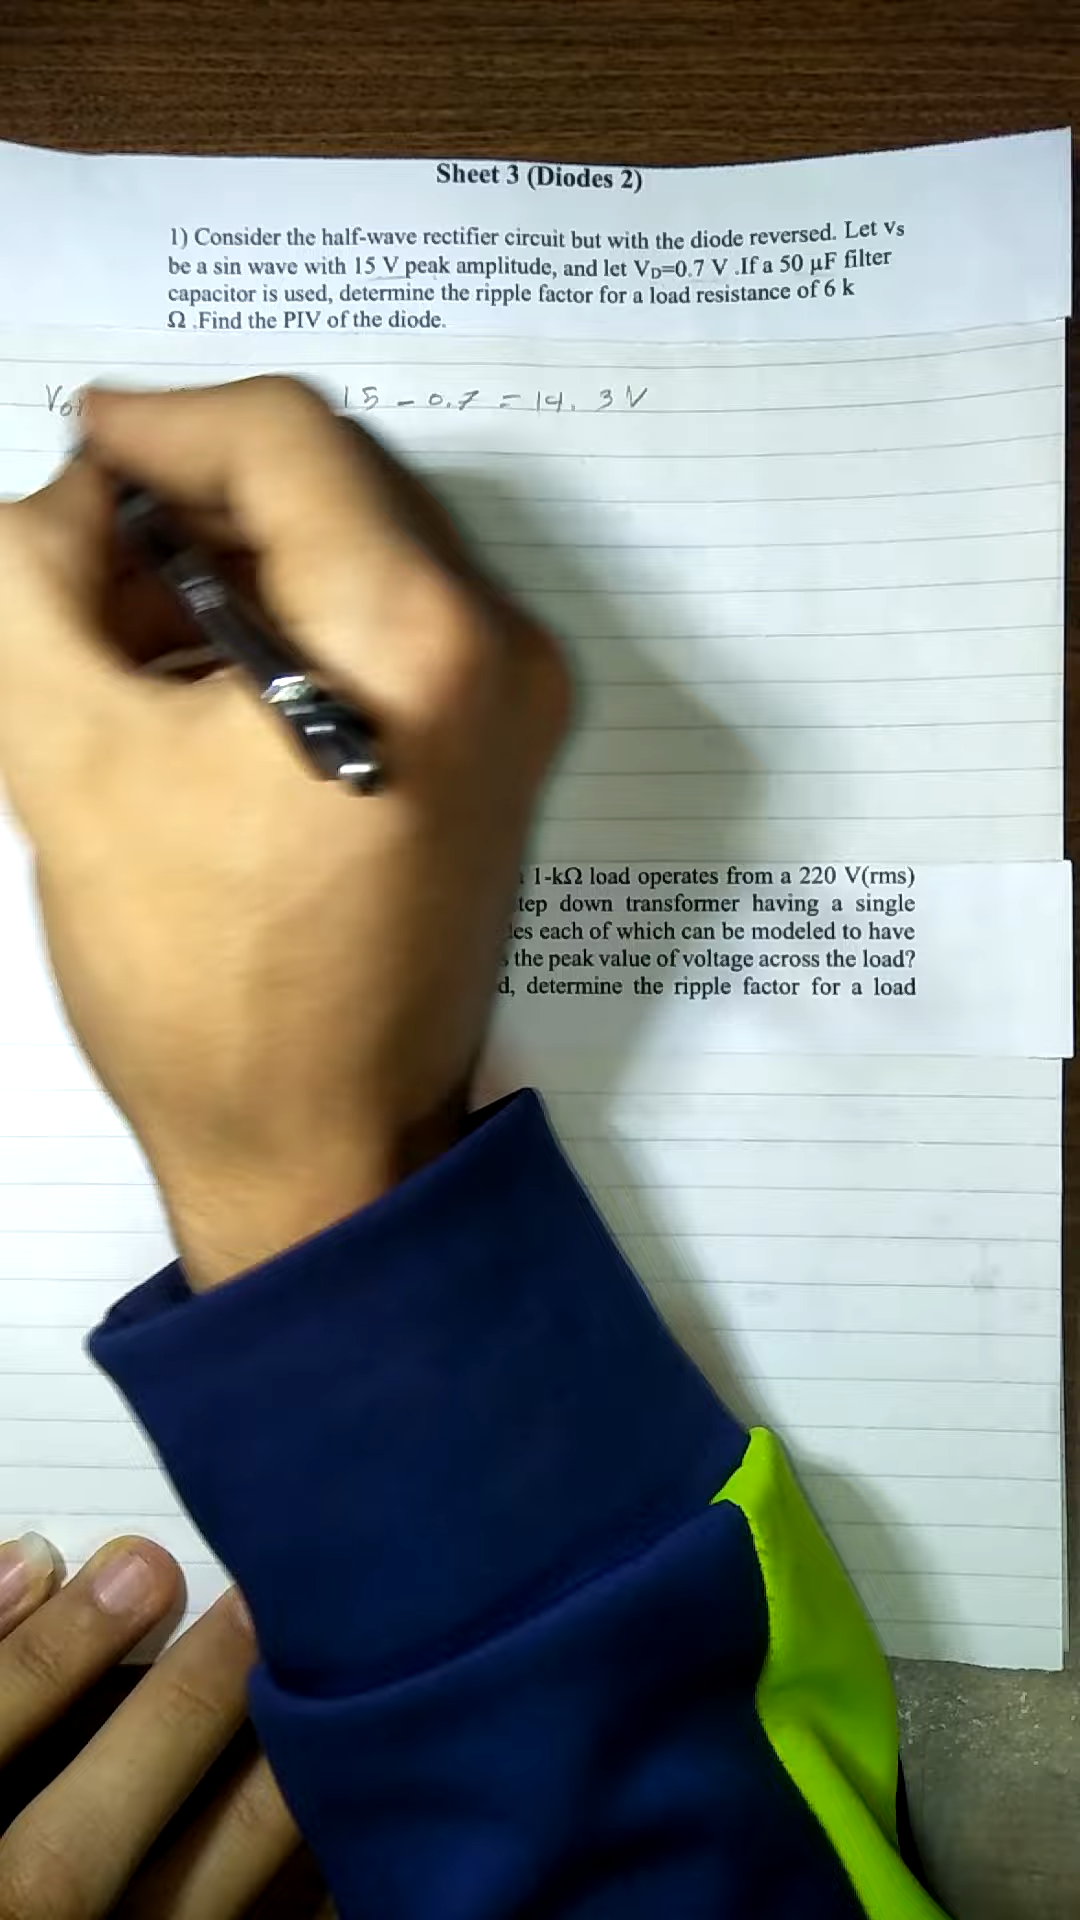 Sheet 3 (Diodes 2)
1) Consider the half-wave rectifier circuit but with the diode reversed. Let vs
be a sin wave with 15 V peak amplitude, and let VD=0.7 V .If a 50 μF filter
capacitor is used, determine the ripple factor for a load resistance of 6 k
Ω .Find the PIV of the diode.
15 - 0.7 = 14.3 V
1-kΩ load operates from a 220 V(rms)
down transformer having a single
each of which can be modeled to have
the peak value of voltage across the load?
determine the ripple factor for a load